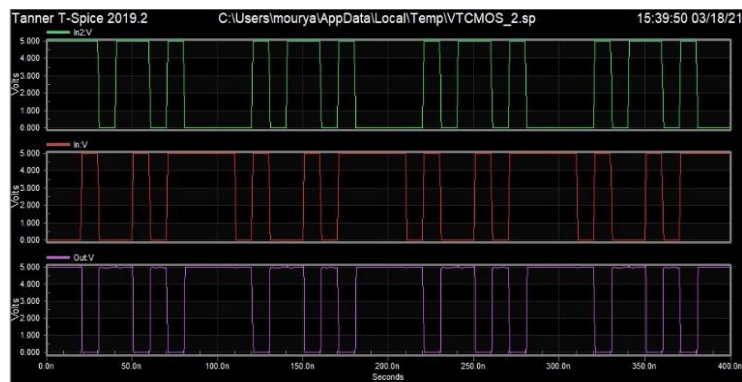 Tanner T-Spice 2019.2 C:\Users\mourya\AppData\Local\Temp\VTCMOS_2.sp 15:39:50 03/18/21
In2:V
5.000
4.000
3.000
2.000
1.000
0.000
Volts
In:V
5.000
4.000
3.000
2.000
1.000
0.000
Volts
Out:V
5.000
4.000
3.000
2.000
1.000
0.000
Volts
0.0n 50.0n 100.0n 150.0n 200.0n 250.0n 300.0n 350.0n 400.0n
Seconds